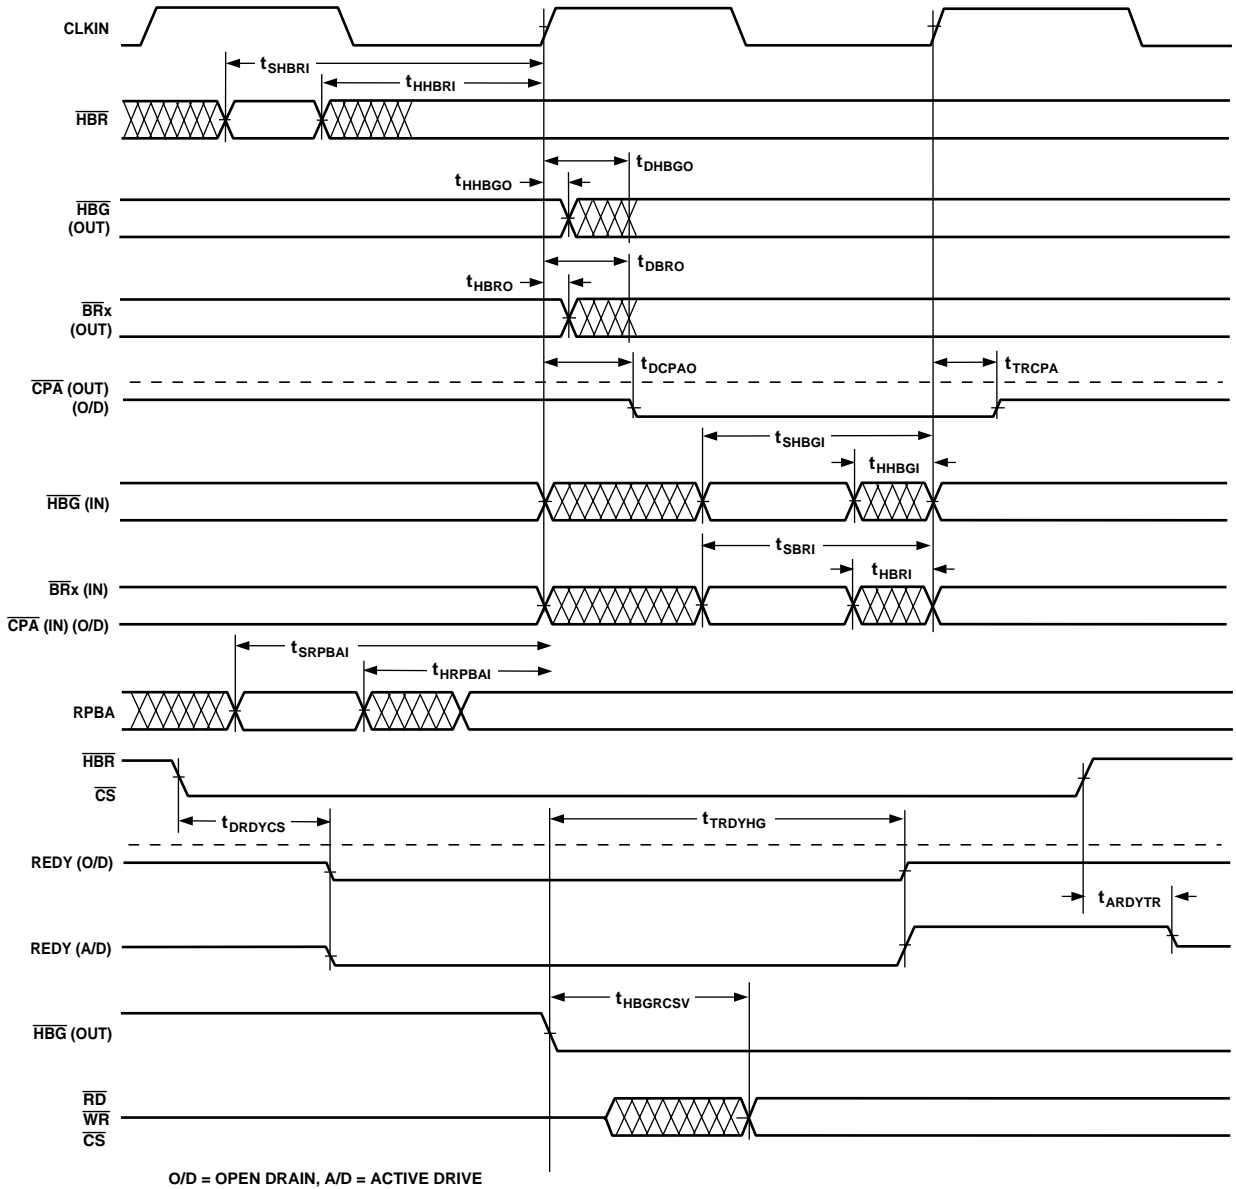 CLKIN
tSHBRI
tHHBRI
HBR
tDHBGO
tHHBGO
HBG
(OUT)
tDBRO
tHBRO
BRx
(OUT)
tDCPAO
tTRCPA
CPA (OUT)
(O/D)
tSHBGI
tHHBGI
HBG (IN)
tSBRI
tHBRI
BRx (IN)
CPA (IN) (O/D)
tSRPBAI
tHRPBAI
RPBA
HBR
CS
tDRDYCS
tTRDYHG
REDY (O/D)
tARDYTR
REDY (A/D)
tHBGRCSV
HBG (OUT)
RD
WR
CS
O/D = OPEN DRAIN, A/D = ACTIVE DRIVE